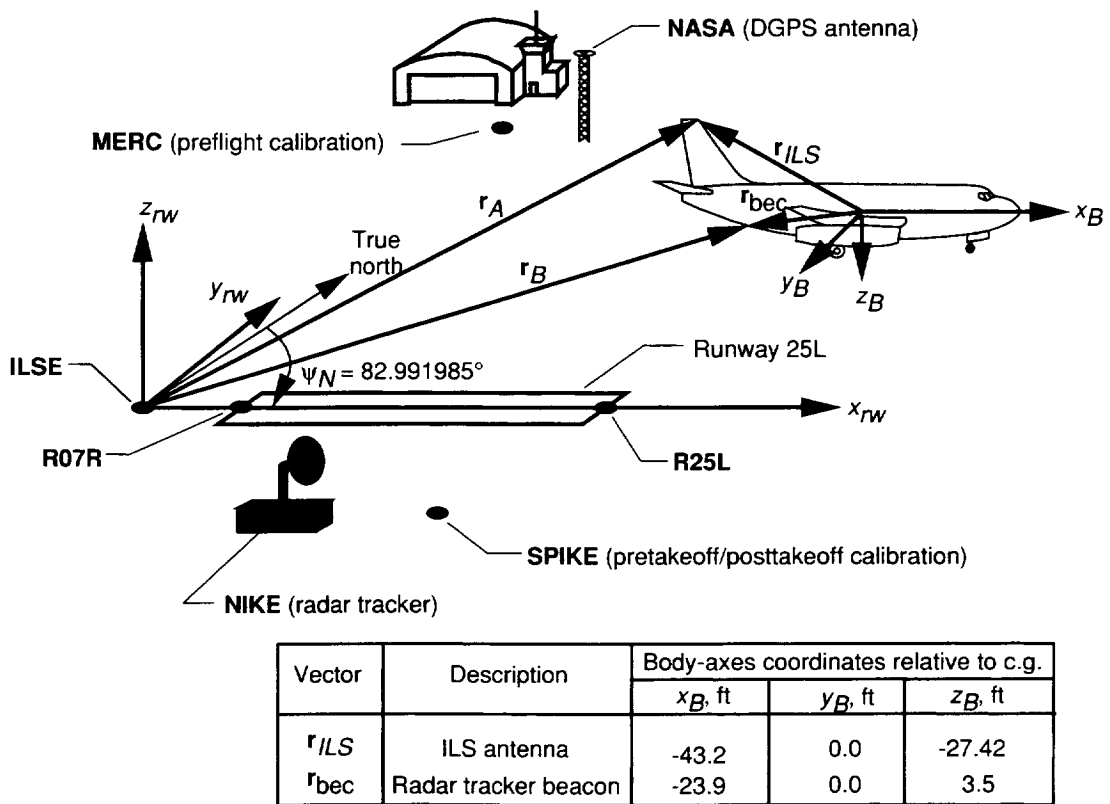 NASA (DGPS antenna)
MERC (preflight calibration)
r_ILS
r_bec
x_B
y_B
z_B
z_rw
r_A
True
north
r_B
y_rw
Runway 25L
ILSE
Ψ_N = 82.991985°
x_rw
R07R
R25L
SPIKE (pretakeoff/posttakeoff calibration)
NIKE (radar tracker)
Vector Description Body-axes coordinates relative to c.g.
x_B, ft y_B, ft z_B, ft
r_ILS ILS antenna -43.2 0.0 -27.42
r_bec Radar tracker beacon -23.9 0.0 3.5